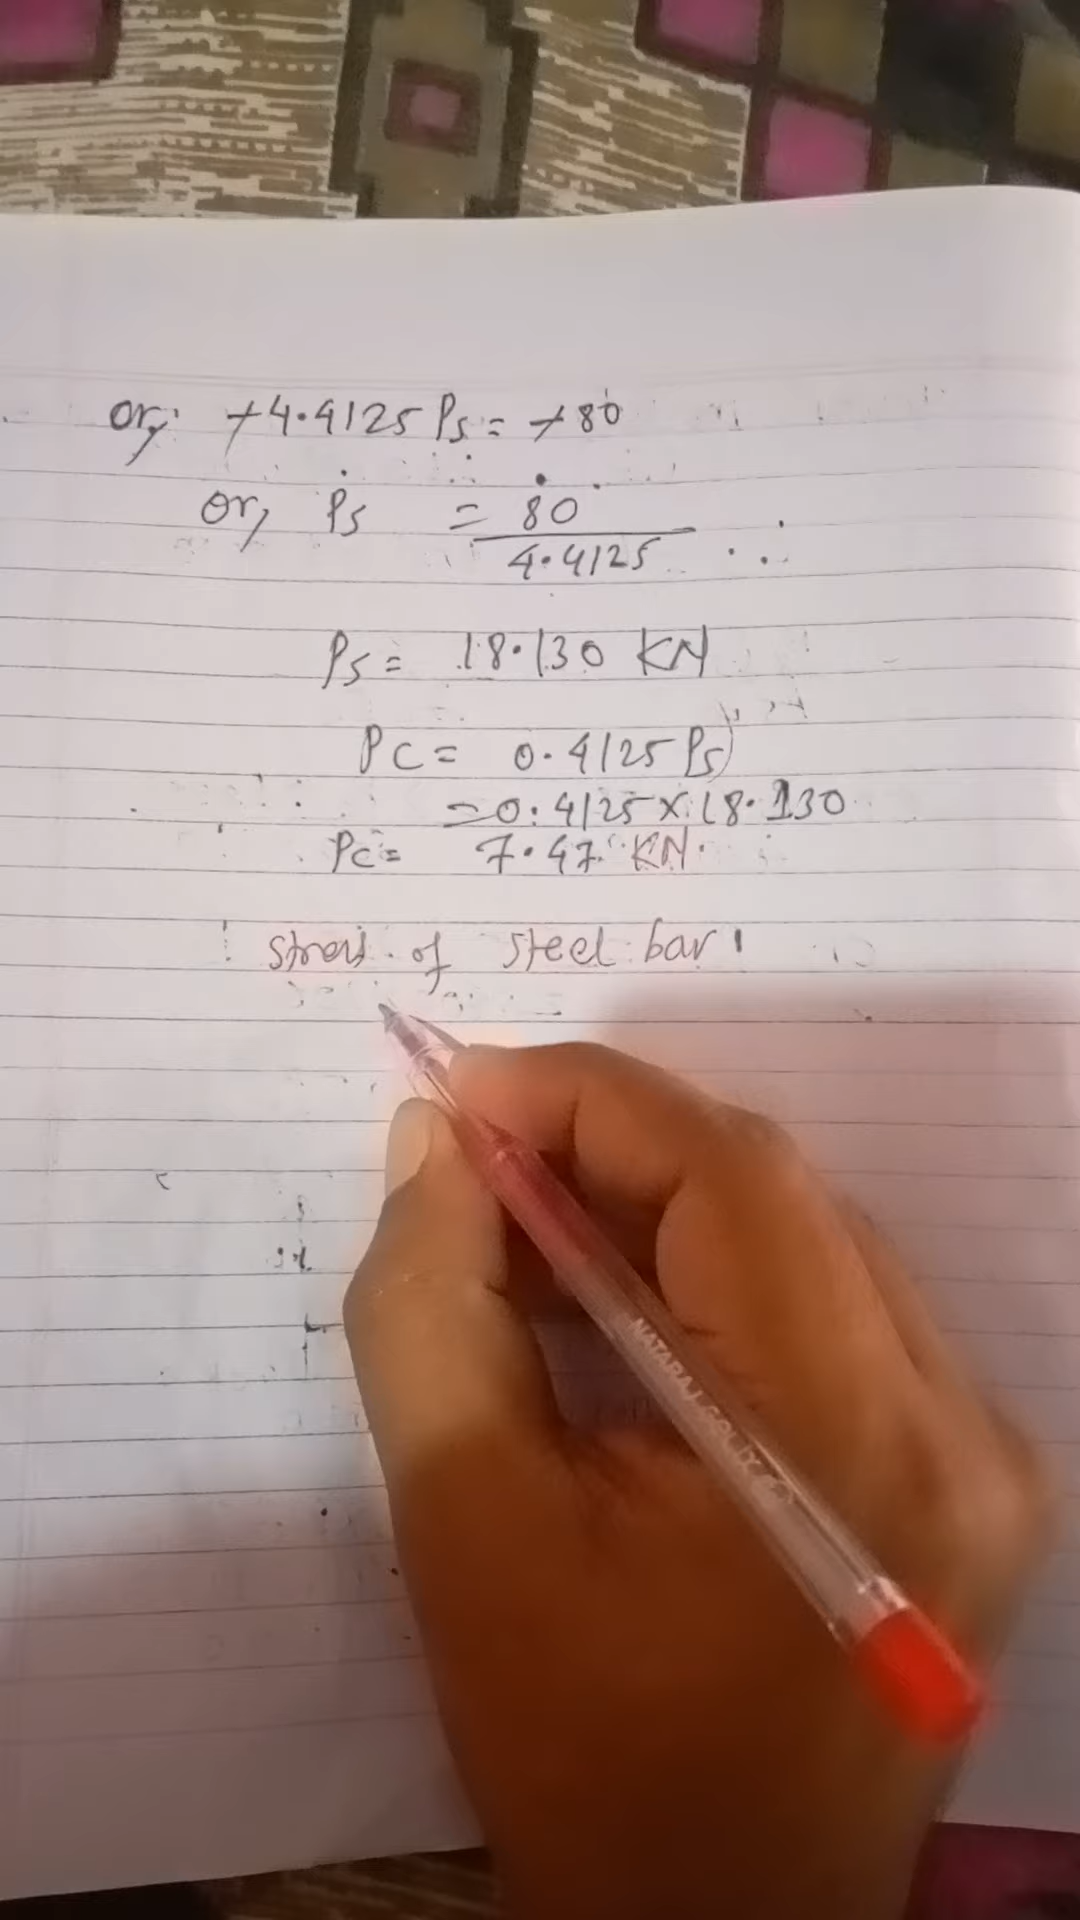 or, +4.4125 Ps = +80
or, Ps = 80
4.4125
Ps = 18.130 KN
PC = 0.4125 Ps
= 0.4125 × 18.130
PC = 7.47 KN.
stress of steel bar
NATARAJ